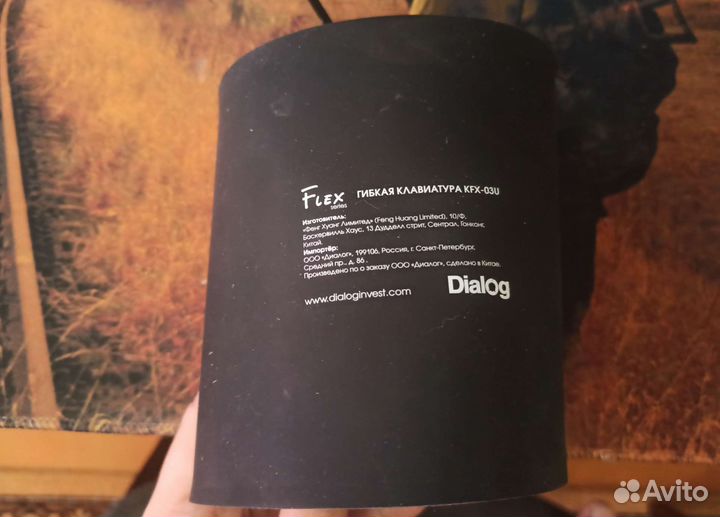 FLEX
series
ГИБКАЯ КЛАВИАТУРА KFX-03U
Изготовитель:
«Фенг Хуанг Лимитед» (Feng Huang Limited), 10/Ф,
Баскервилль Хаус, 13 Дудделл стрит, Сентрал, Гонконг,
Китай.
Импортёр:
ООО «Диалог», 199106, Россия, г. Санкт-Петербург,
Средний пр., д. 86 .
Произведено по а заказу ООО «Диалог», сделано в Китае.
www.dialoginvest.com
Dialog
Avito